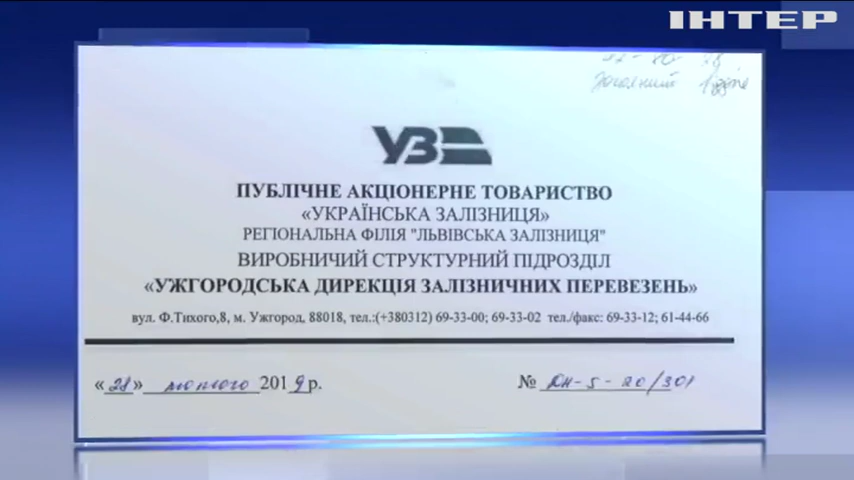 ІНТЕР
УЗ
ПУБЛІЧНЕ АКЦІОНЕРНЕ ТОВАРИСТВО
«УКРАЇНСЬКА ЗАЛІЗНИЦЯ»
РЕГІОНАЛЬНА ФІЛІЯ "ЛЬВІВСЬКА ЗАЛІЗНИЦЯ"
ВИРОБНИЧИЙ СТРУКТУРНИЙ ПІДРОЗДІЛ
«УЖГОРОДСЬКА ДИРЕКЦІЯ ЗАЛІЗНИЧНИХ ПЕРЕВЕЗЕНЬ»
вул. Ф.Тихого,8, м. Ужгород, 88018, тел.:(+380312) 69-33-00; 69-33-02 тел./факс: 69-33-12; 61-44-66
«28» лютого 2019 р. № ДН-5-20/301